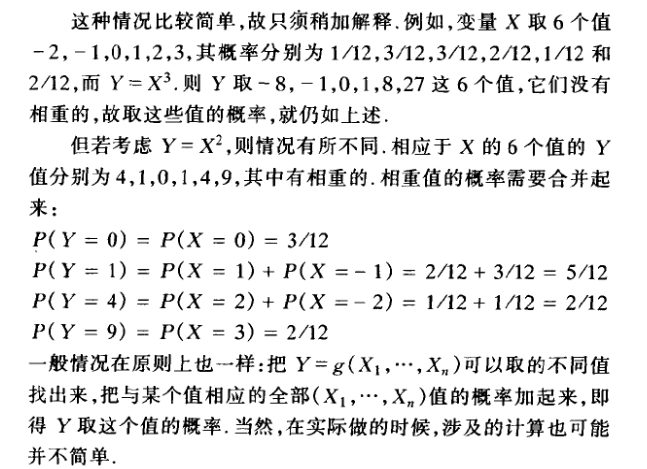 这种情况比较简单,故只须稍加解释.例如,变量 X 取 6 个值
-2,-1,0,1,2,3,其概率分别为 1/12,3/12,3/12,2/12,1/12 和
2/12,而 Y=X³.则 Y 取-8,-1,0,1,8,27 这 6 个值,它们没有
相重的,故取这些值的概率,就仍如上述.
但若考虑 Y=X²,则情况有所不同.相应于 X 的 6 个值的 Y
值分别为 4,1,0,1,4,9,其中有相重的.相重值的概率需要合并起
来:
P(Y = 0) = P(X = 0) = 3/12
P(Y = 1) = P(X = 1) + P(X =- 1) = 2/12 + 3/12 = 5/12
P(Y = 4) = P(X = 2) + P(X =- 2) = 1/12 + 1/12 = 2/12
P(Y = 9) = P(X = 3) = 2/12
一般情况在原则上也一样:把 Y=g(X₁,⋯,Xₙ)可以取的不同值
找出来,把与某个值相应的全部(X₁,⋯,Xₙ)值的概率加起来,即
得 Y 取这个值的概率.当然,在实际做的时候,涉及的计算也可能
并不简单.